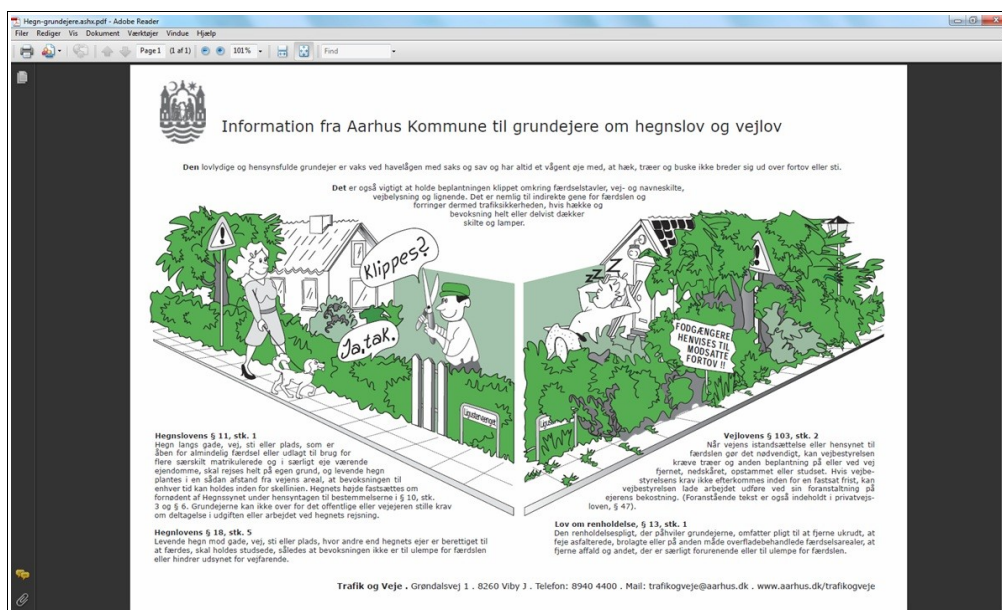 Hegn-grundejere.ashx.pdf - Adobe Reader
Filer Rediger Vis Dokument Værktøjer Vindue Hjælp
Page 1 (1 af 1) 101% Find
Information fra Aarhus Kommune til grundejere om hegnslov og vejlov
Den lovlydige og hensynsfulde grundejer er vaks ved havelågen med saks og sav og har altid et vågent øje med, at hæk, træer og buske ikke breder sig ud over fortov eller sti.
Det er også vigtigt at holde beplantningen klippet omkring færdselstavler, vej- og navneskilte,
vejbelysning og lignende. Det er nemlig til indirekte gene for færdslen og
forringer dermed trafiksikkerheden, hvis hække og
bevoksning helt eller delvist dækker
skilte og lamper.
Klippes?
Ja, tak.
Ligustervænget
Z Z Z
FODGÆNGERE
HENVISES TIL
MODSATTE
FORTOV !!
Hegnslovens § 11, stk. 1
Hegn langs gade, vej, sti eller plads, som er
åben for almindelig færdsel eller udlagt til brug for
flere særskilt matrikulerede og i særligt eje værende
ejendomme, skal rejses helt på egen grund, og levende hegn
plantes i en sådan afstand fra vejens areal, at bevoksningen til
enhver tid kan holdes inden for skellinien. Hegnets højde fastsættes om
fornødent af Hegnssynet under hensyntagen til bestemmelserne i § 10, stk.
3 og § 6. Grundejerne kan ikke over for det offentlige eller vejejeren stille krav
om deltagelse i udgiften eller arbejdet ved hegnets rejsning.
Hegnlovens § 18, stk. 5
Levende hegn mod gade, vej, sti eller plads, hvor andre end hegnets ejer er berettiget til
at færdes, skal holdes studsede, således at bevoksningen ikke er til ulempe for færdslen
eller hindrer udsynet for vejfarende.
Vejlovens § 103, stk. 2
Når vejens istandsættelse eller hensynet til
færdslen gør det nødvendigt, kan vejbestyrelsen
kræve træer og anden beplantning på eller ved vej
fjernet, nedskåret, opstammet eller studset. Hvis vejbe-
styrelsens krav ikke efterkommes inden for en fastsat frist, kan
vejbestyrelsen lade arbejdet udføre ved sin foranstaltning på
ejerens bekostning. (Foranstående tekst er også indeholdt i privatvejs-
loven, § 47).
Lov om renholdelse, § 13, stk. 1
Den renholdelsespligt, der påhviler grundejerne, omfatter pligt til at fjerne ukrudt, at
feje asfalterede, brolagte eller på anden måde overfladebehandlede færdselsarealer, at
fjerne affald og andet, der er særligt forurenende eller til ulempe for færdslen.
Trafik og Veje . Grøndalsvej 1 . 8260 Viby J . Telefon: 8940 4400 . Mail: trafikogveje@aarhus.dk . www.aarhus.dk/trafikogveje